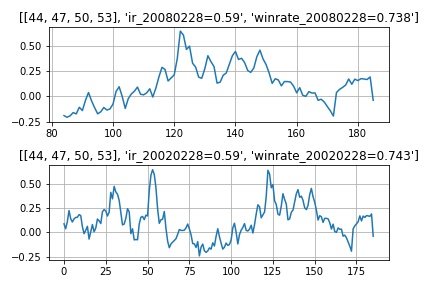 [[44, 47, 50, 53], 'ir_20080228=0.59', 'winrate_20080228=0.738']
0.50
0.25
0.00
−0.25
80 100 120 140 160 180
[[44, 47, 50, 53], 'ir_20020228=0.59', 'winrate_20020228=0.743']
0.50
0.25
0.00
−0.25
0 25 50 75 100 125 150 175